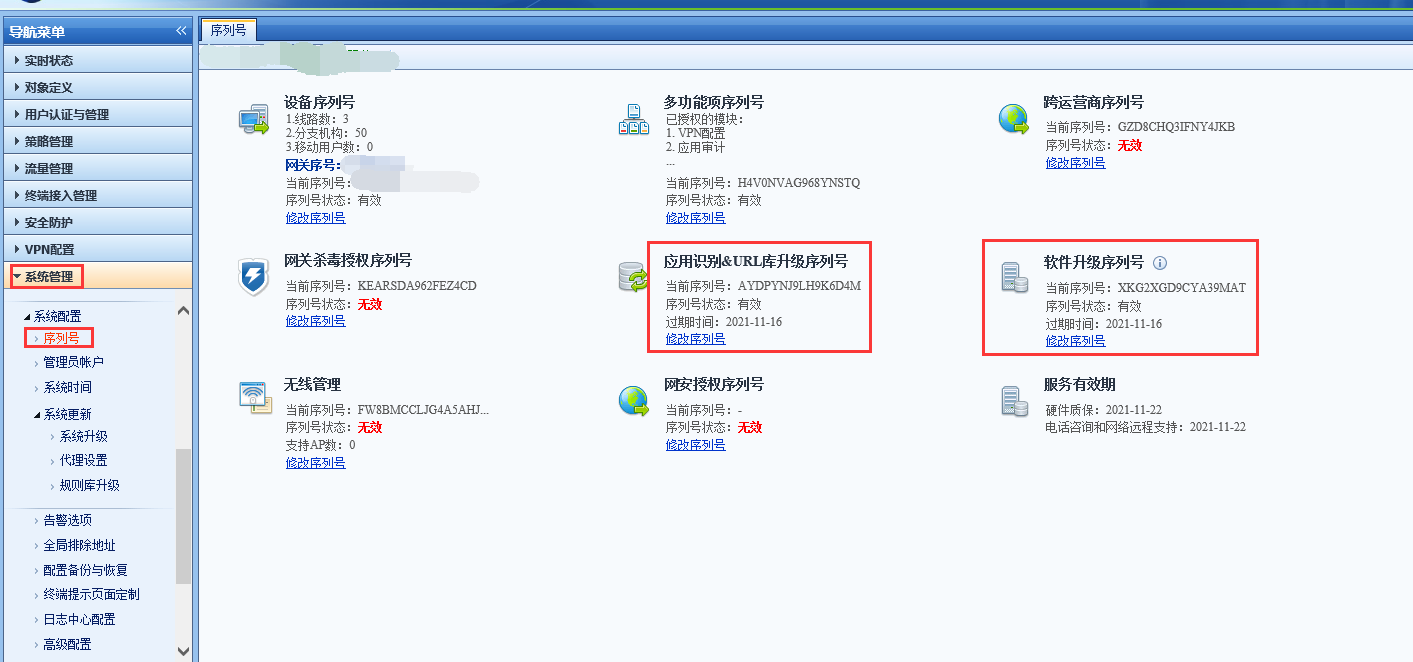 导航菜单
序列号
实时状态
对象定义
用户认证与管理
策略管理
流量管理
终端接入管理
安全防护
VPN配置
系统管理
系统配置
序列号
管理员帐户
系统时间
系统更新
系统升级
代理设置
规则库升级
告警选项
全局排除地址
配置备份与恢复
终端提示页面定制
日志中心配置
高级配置
设备序列号
1.线路数：3
2.分支机构：50
3.移动用户数：0
网关序列号:
当前序列号:
序列号状态：有效
修改序列号
多功能项序列号
已授权的模块：
1. VPN配置
2. 应用审计
...
当前序列号：H4V0NVAG968YNSTQ
序列号状态：有效
修改序列号
跨运营商序列号
当前序列号：GZD8CHQ3IFNY4JKB
序列号状态：无效
修改序列号
网关杀毒授权序列号
当前序列号：KEARSDA962FEZ4CD
序列号状态：无效
修改序列号
应用识别&URL库升级序列号
当前序列号：AYDPYNJ9LH9K6D4M
序列号状态：有效
过期时间：2021-11-16
修改序列号
软件升级序列号
当前序列号：XKG2XGD9CYA39MAT
序列号状态：有效
过期时间：2021-11-16
修改序列号
无线管理
当前序列号：FW8BMCCLJG4A5AHJ...
序列号状态：无效
支持AP数：0
修改序列号
网安授权序列号
当前序列号：-
序列号状态：无效
修改序列号
服务有效期
硬件质保：2021-11-22
电话咨询和网络远程支持：2021-11-22